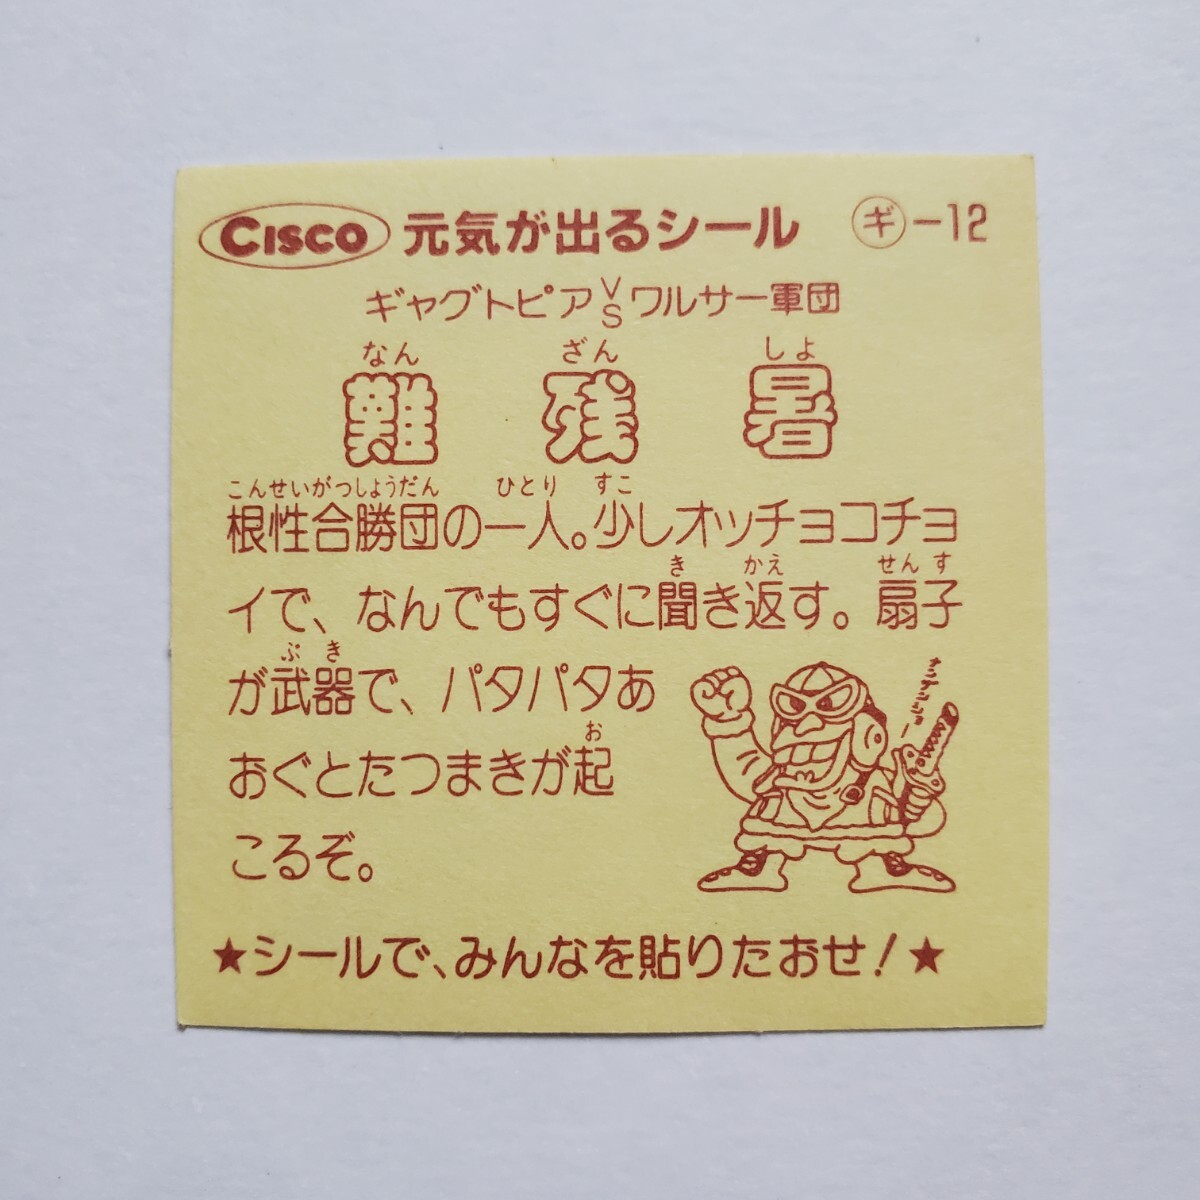 CISCO 元気が出るシール ㋖゙-12
ギャグトピアVSワルサー軍団
なん ざん しょ
難 残 暑
こんせいがつしょうだん ひとり すこ
根性合勝団の一人。少しオッチョコチョ
き かえ せんす
イで、なんでもすぐに聞き返す。扇子
ぶき
が武器で、パタパタあ
お
おぐとたつまきが起
こるぞ。
★シールで、みんなを貼りたおせ!★